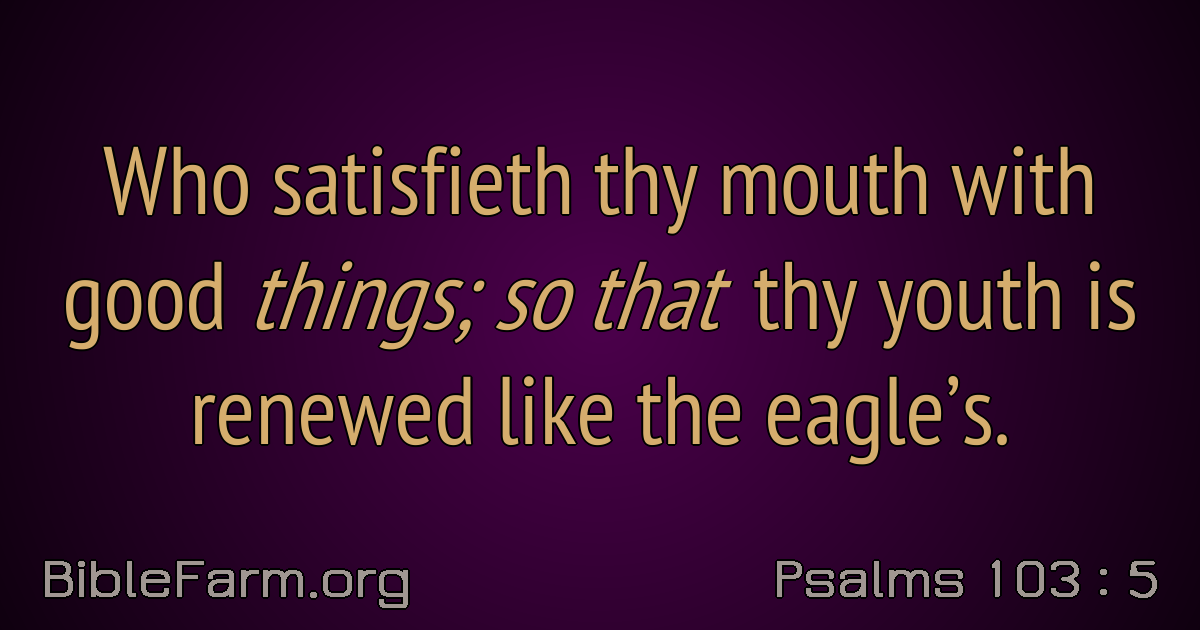 Who satisfieth thy mouth with
good things; so that thy youth is
renewed like the eagle’s.
BibleFarm.org
Psalms 103 : 5